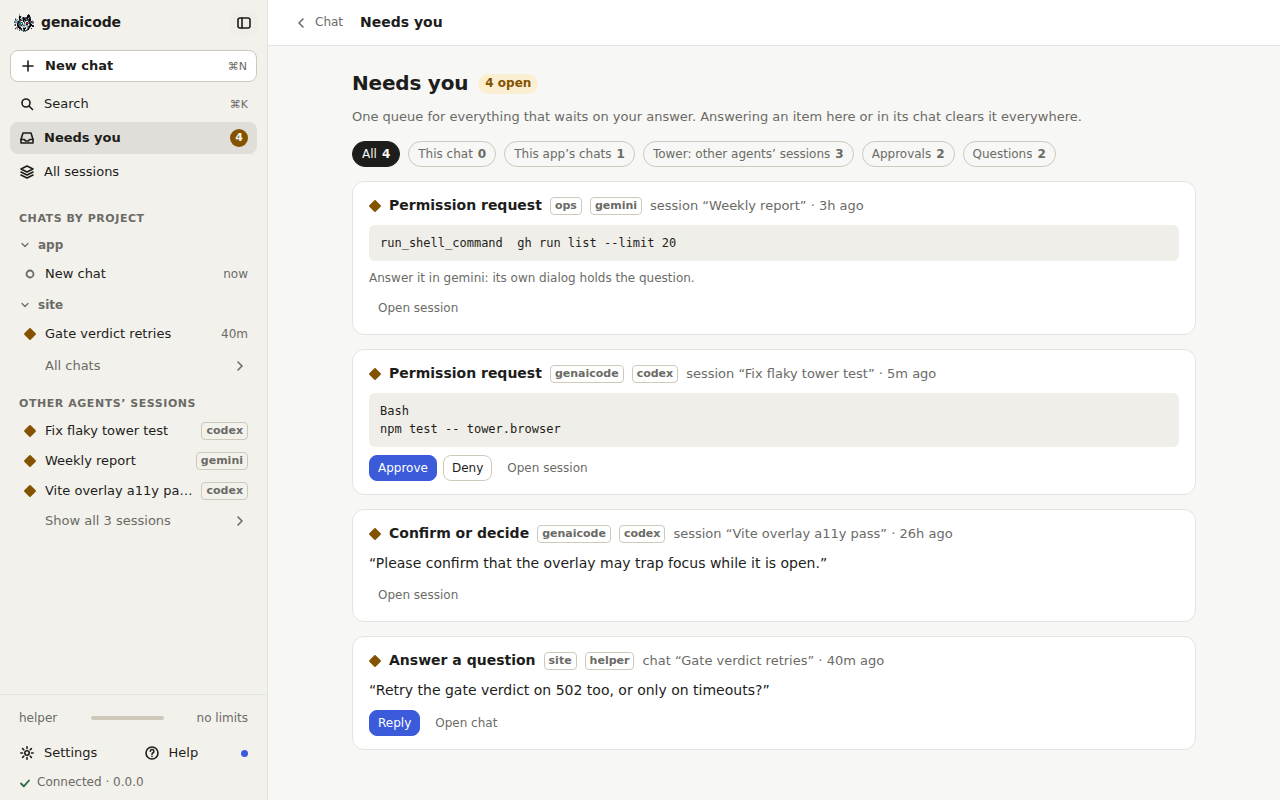 genaicode
New chat ⌘N
Search ⌘K
Needs you 4
All sessions
CHATS BY PROJECT
app
New chat now
site
Gate verdict retries 40m
All chats
OTHER AGENTS’ SESSIONS
Fix flaky tower test codex
Weekly report gemini
Vite overlay a11y pa… codex
Show all 3 sessions
helper no limits
Settings Help
Connected · 0.0.0
Chat Needs you
Needs you 4 open
One queue for everything that waits on your answer. Answering an item here or in its chat clears it everywhere.
All 4 This chat 0 This app’s chats 1 Tower: other agents’ sessions 3 Approvals 2 Questions 2
Permission request ops gemini session “Weekly report” · 3h ago
run_shell_command  gh run list --limit 20
Answer it in gemini: its own dialog holds the question.
Open session
Permission request genaicode codex session “Fix flaky tower test” · 5m ago
Bash
npm test -- tower.browser
Approve Deny Open session
Confirm or decide genaicode codex session “Vite overlay a11y pass” · 26h ago
“Please confirm that the overlay may trap focus while it is open.”
Open session
Answer a question site helper chat “Gate verdict retries” · 40m ago
“Retry the gate verdict on 502 too, or only on timeouts?”
Reply Open chat